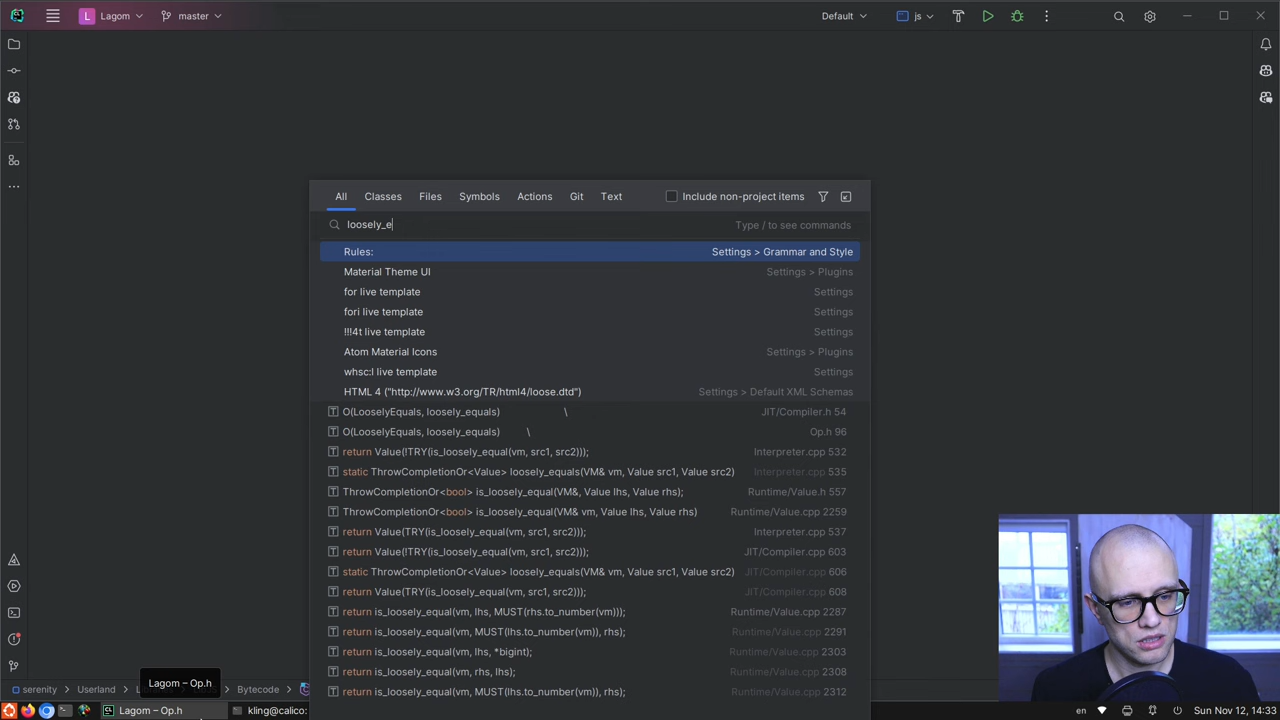 L Lagom master Default js
All Classes Files Symbols Actions Git Text Include non-project items
loosely_e Type / to see commands
Rules: Settings > Grammar and Style
Material Theme UI Settings > Plugins
for live template Settings
fori live template Settings
!!!4t live template Settings
Atom Material Icons Settings > Plugins
whsc:l live template Settings
HTML 4 ("http://www.w3.org/TR/html4/loose.dtd") Settings > Default XML Schemas
O(LooselyEquals, loosely_equals) \ JIT/Compiler.h 54
O(LooselyEquals, loosely_equals) \ Op.h 96
return Value(!TRY(is_loosely_equal(vm, src1, src2))); Interpreter.cpp 532
static ThrowCompletionOr<Value> loosely_equals(VM& vm, Value src1, Value src2) Interpreter.cpp 535
ThrowCompletionOr<bool> is_loosely_equal(VM&, Value lhs, Value rhs); Runtime/Value.h 557
ThrowCompletionOr<bool> is_loosely_equal(VM& vm, Value lhs, Value rhs) Runtime/Value.cpp 2259
return Value(TRY(is_loosely_equal(vm, src1, src2))); Interpreter.cpp 537
return Value(!TRY(is_loosely_equal(vm, src1, src2))); JIT/Compiler.cpp 603
static ThrowCompletionOr<Value> loosely_equals(VM& vm, Value src1, Value src2) JIT/Compiler.cpp 606
return Value(TRY(is_loosely_equal(vm, src1, src2))); JIT/Compiler.cpp 608
return is_loosely_equal(vm, lhs, MUST(rhs.to_number(vm))); Runtime/Value.cpp 2287
return is_loosely_equal(vm, MUST(lhs.to_number(vm)), rhs); Runtime/Value.cpp 2291
return is_loosely_equal(vm, lhs, *bigint); Runtime/Value.cpp 2303
return is_loosely_equal(vm, rhs, lhs); Runtime/Value.cpp 2308
return is_loosely_equal(vm, MUST(lhs.to_number(vm)), rhs); Runtime/Value.cpp 2312
Lagom – Op.h
serenity Userland Bytecode
Lagom – Op.h kling@calico: en Sun Nov 12, 14:33